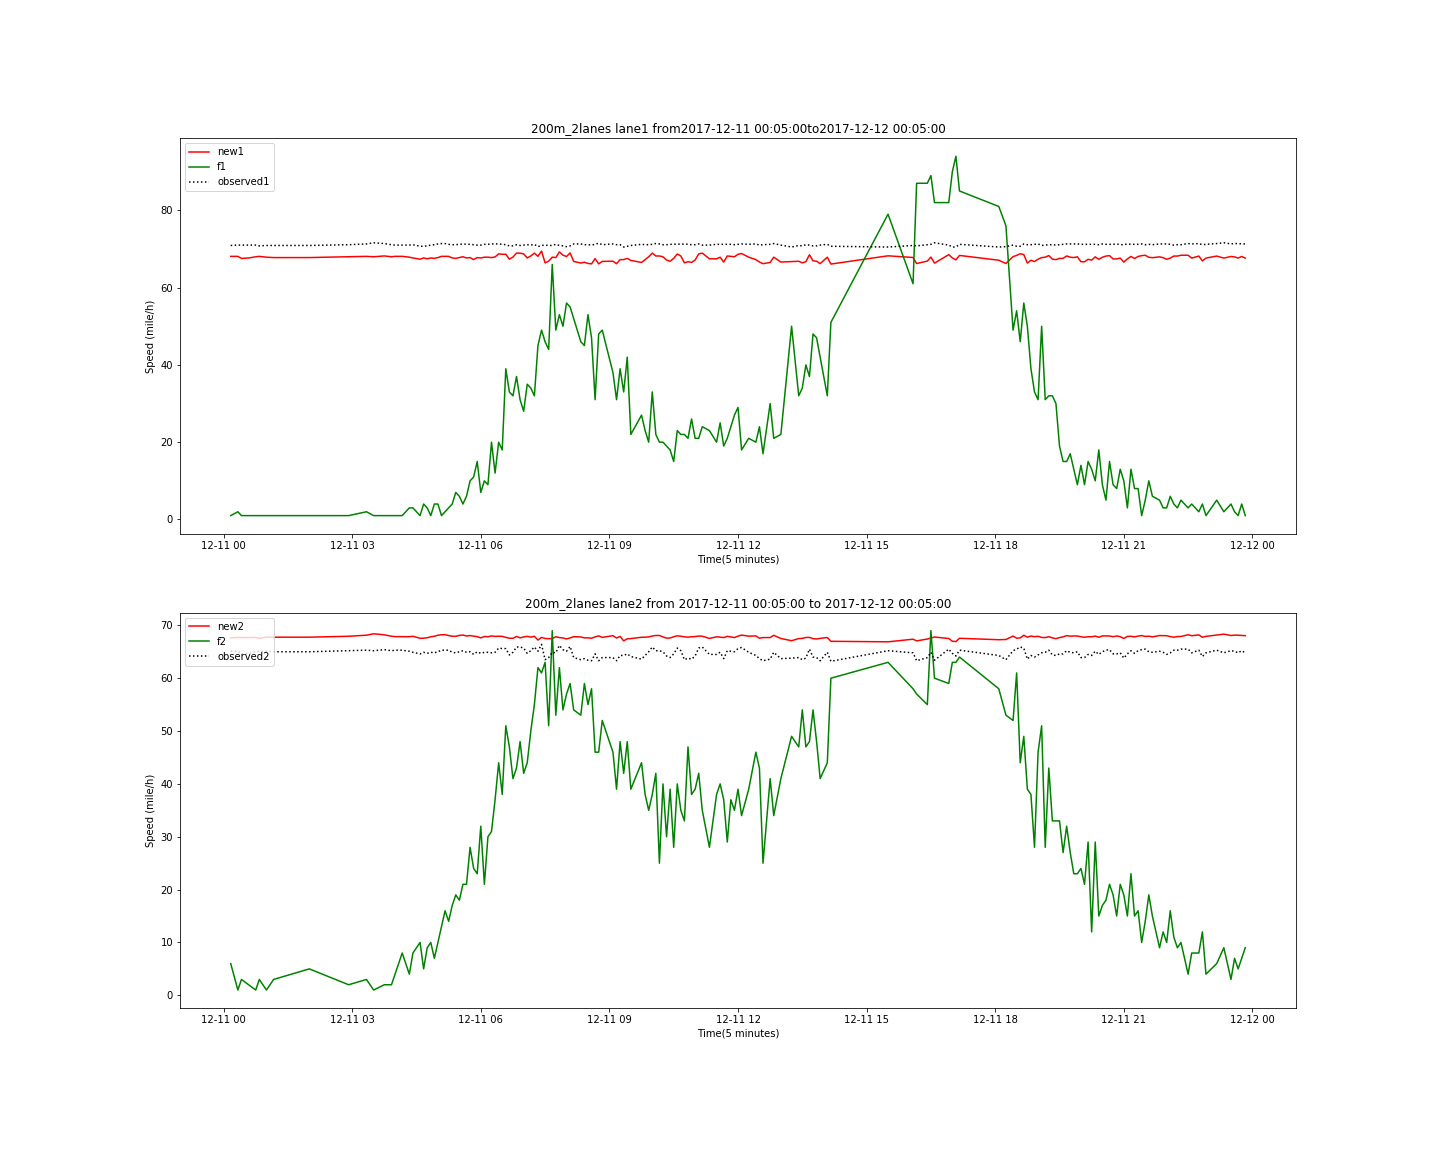 200m_2lanes lane1 from2017-12-11 00:05:00to2017-12-12 00:05:00
new1
f1
observed1
80
60
40
20
0
Speed (mile/h)
12-11 00 12-11 03 12-11 06 12-11 09 12-11 12 12-11 15 12-11 18 12-11 21 12-12 00
Time(5 minutes)
200m_2lanes lane2 from 2017-12-11 00:05:00 to 2017-12-12 00:05:00
new2
f2
observed2
70
60
50
40
30
20
10
0
Speed (mile/h)
12-11 00 12-11 03 12-11 06 12-11 09 12-11 12 12-11 15 12-11 18 12-11 21 12-12 00
Time(5 minutes)